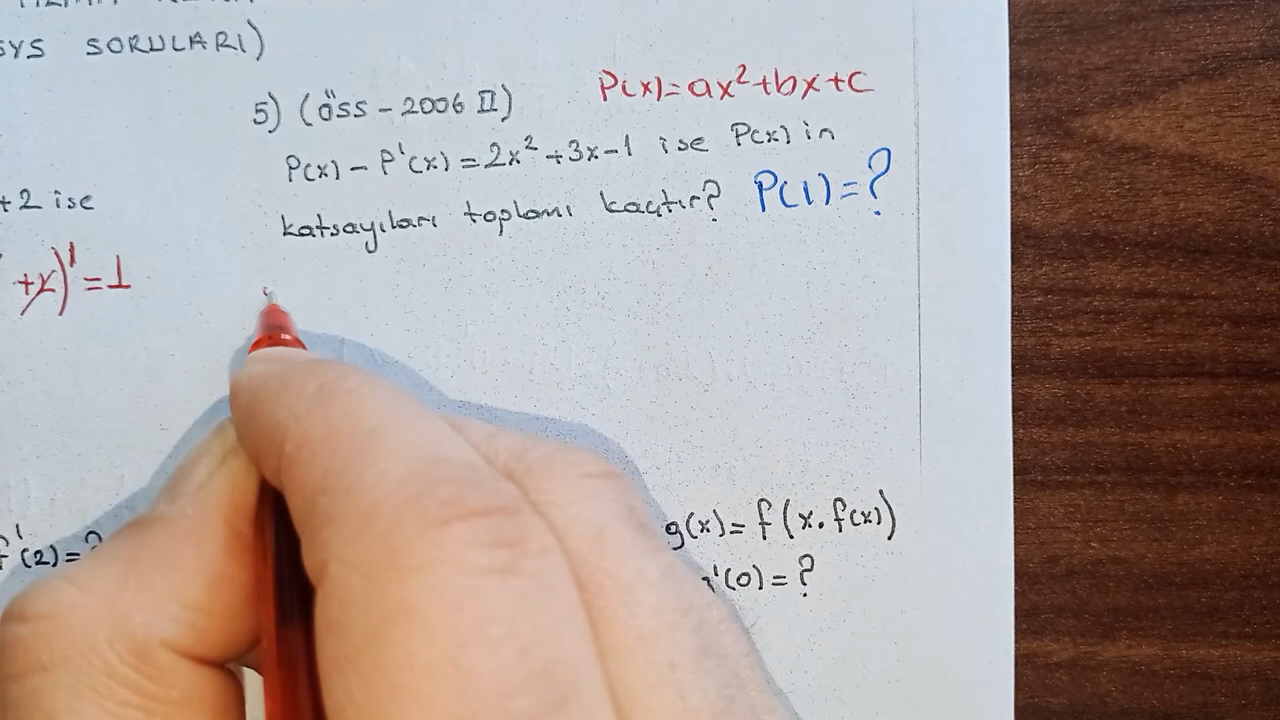 SYS SORULARI)
5) (öss - 2006 II)
P(x)=ax²+bx+c
P(x) - P'(x) = 2x² +3x-1 ise P(x) in
katsayıları toplamı kaçtır? P(1)=?
+2 ise
+x)'=1
f'(2)=?
g(x)= f(x.f(x))
'(0)=?